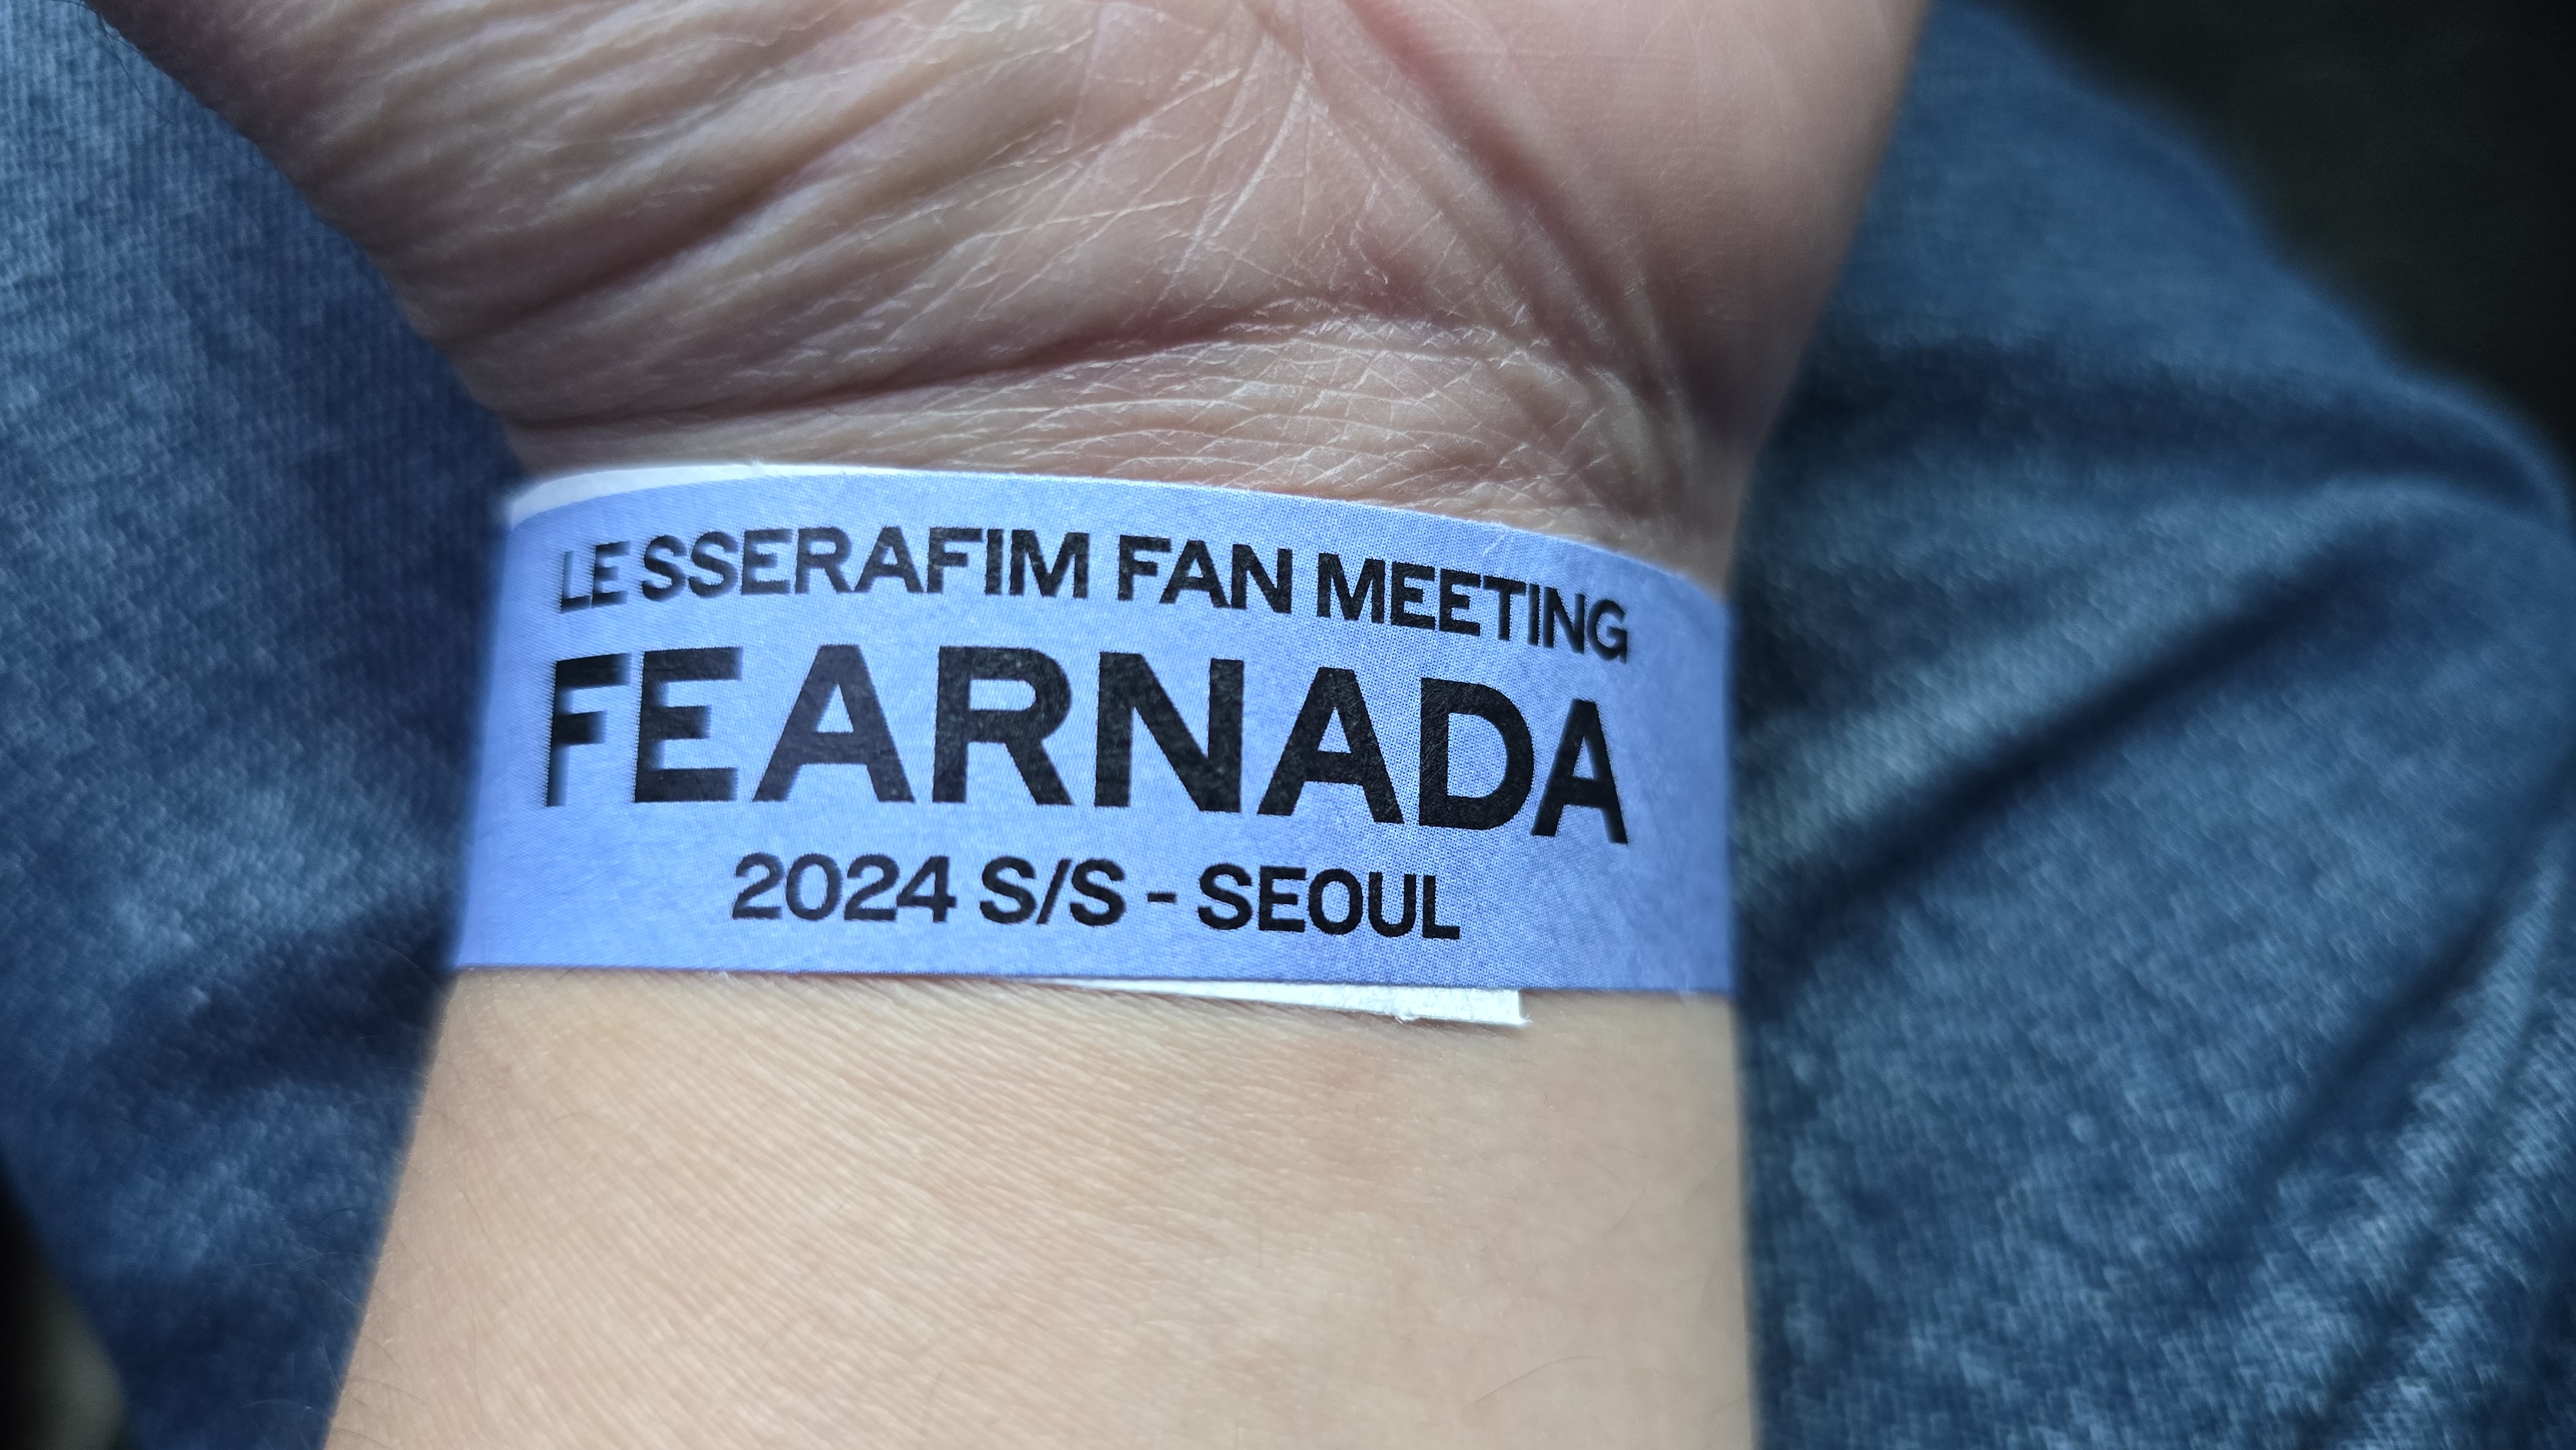 LE SSERAFIM FAN MEETING
FEARNADA
2024 S/S - SEOUL